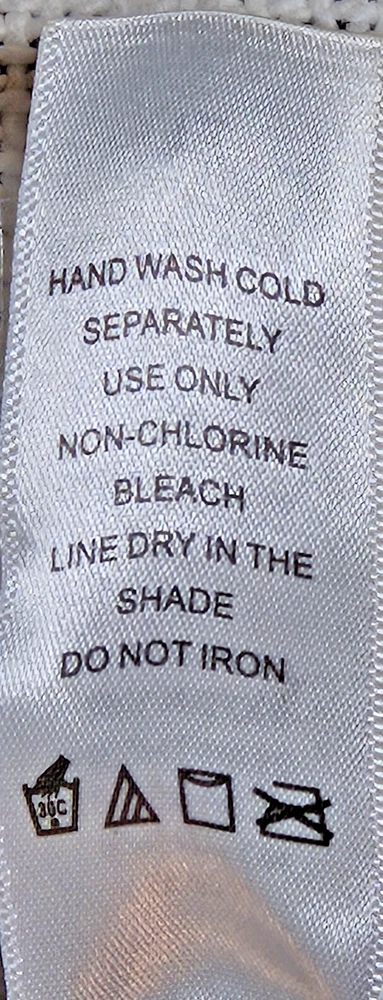 HAND WASH COLD
SEPARATELY
USE ONLY
NON-CHLORINE
BLEACH
LINE DRY IN THE
SHADE
DO NOT IRON
30C